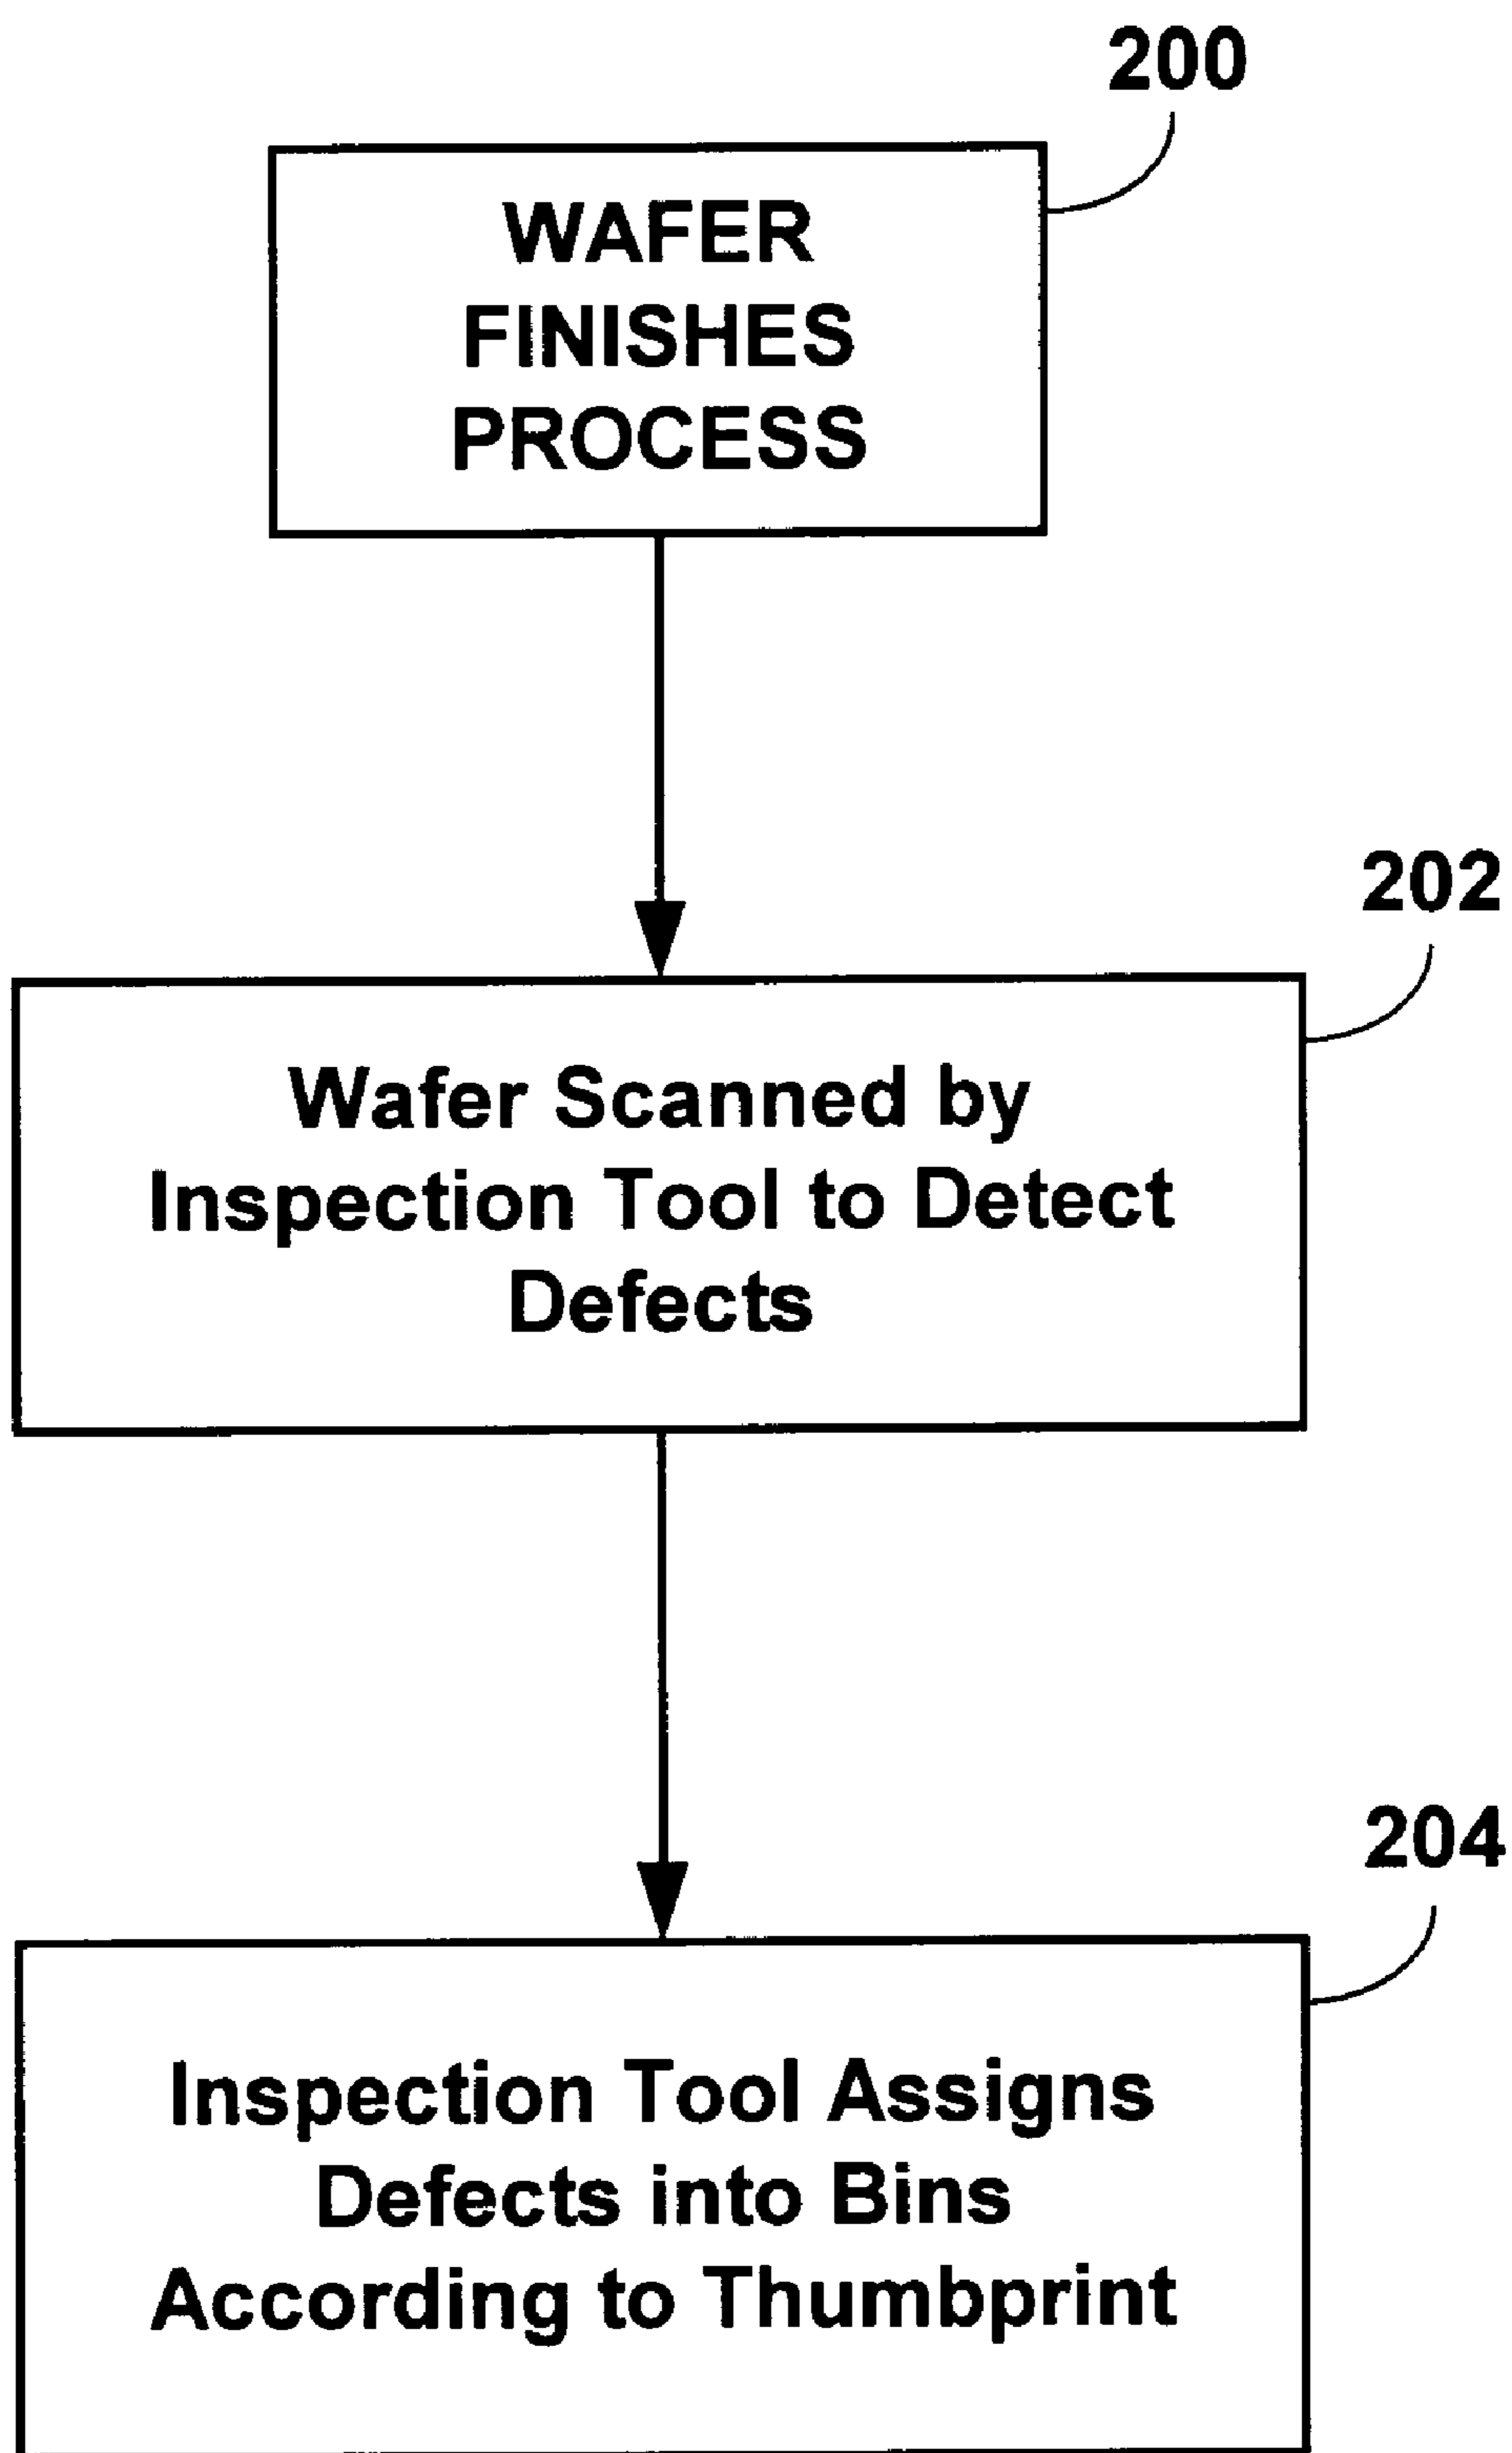 200
WAFER
FINISHES
PROCESS
202
Wafer Scanned by
Inspection Tool to Detect
Defects
204
Inspection Tool Assigns
Defects into Bins
According to Thumbprint